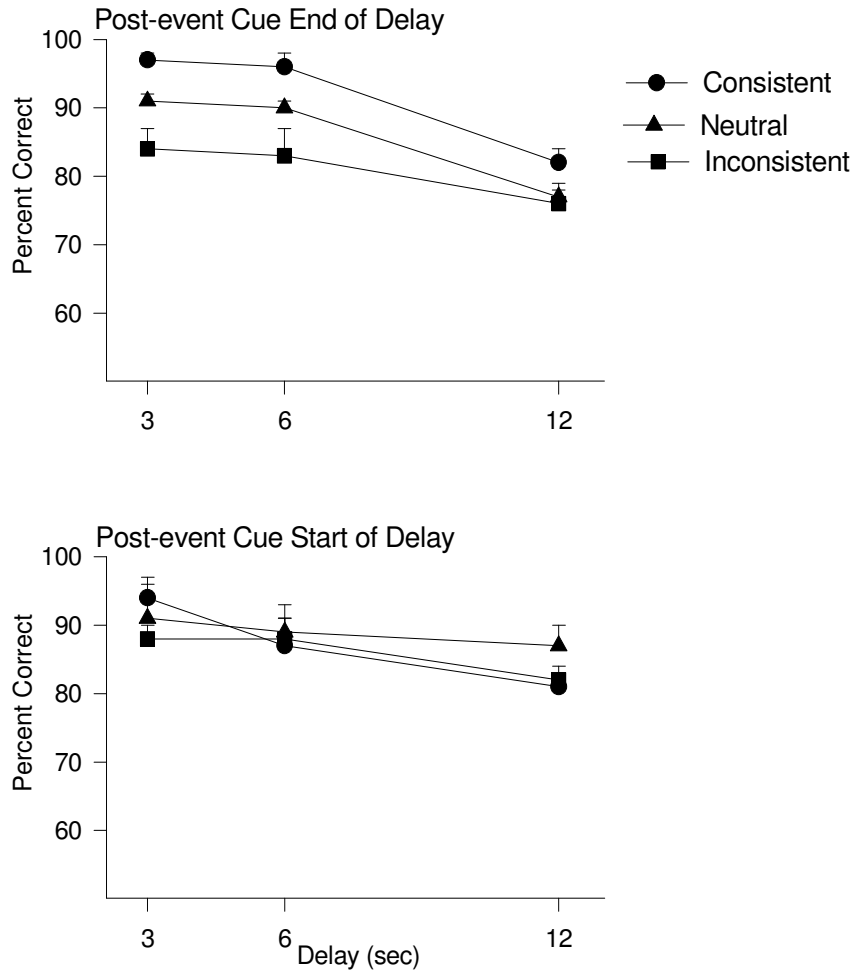 Post-event Cue End of Delay
100
90
80
70
60
Percent Correct
3 6 12
Consistent
Neutral
Inconsistent
Post-event Cue Start of Delay
100
90
80
70
60
Percent Correct
3 6 12
Delay (sec)